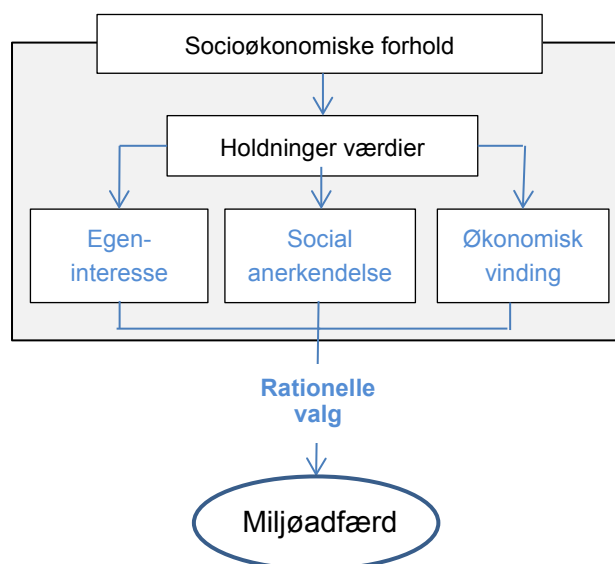 Socioøkonomiske forhold
Holdninger værdier
Egen-
interesse
Social
anerkendelse
Økonomisk
vinding
Rationelle
valg
Miljøadfærd